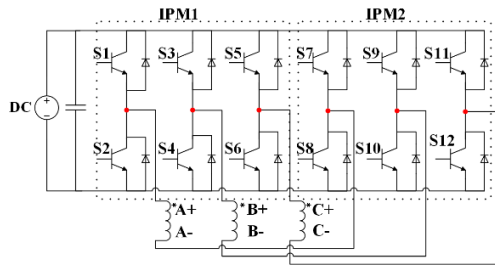 IPM1 IPM2
S1 S3 S5 S7 S9 S11
DC + −
S2 S4 S6 S8 S10 S12
*A+ *B+ *C+
A- B- C-